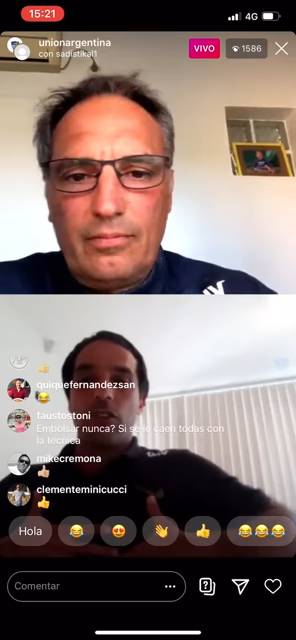 15:21
4G
unionargentina
con sadistikal1
VIVO
1586
quiquefernandezsan
faustostoni
Embolsar nunca? Si se le caen todas con
la tecnica
mikecremona
clementeminicucci
Hola
Comentar